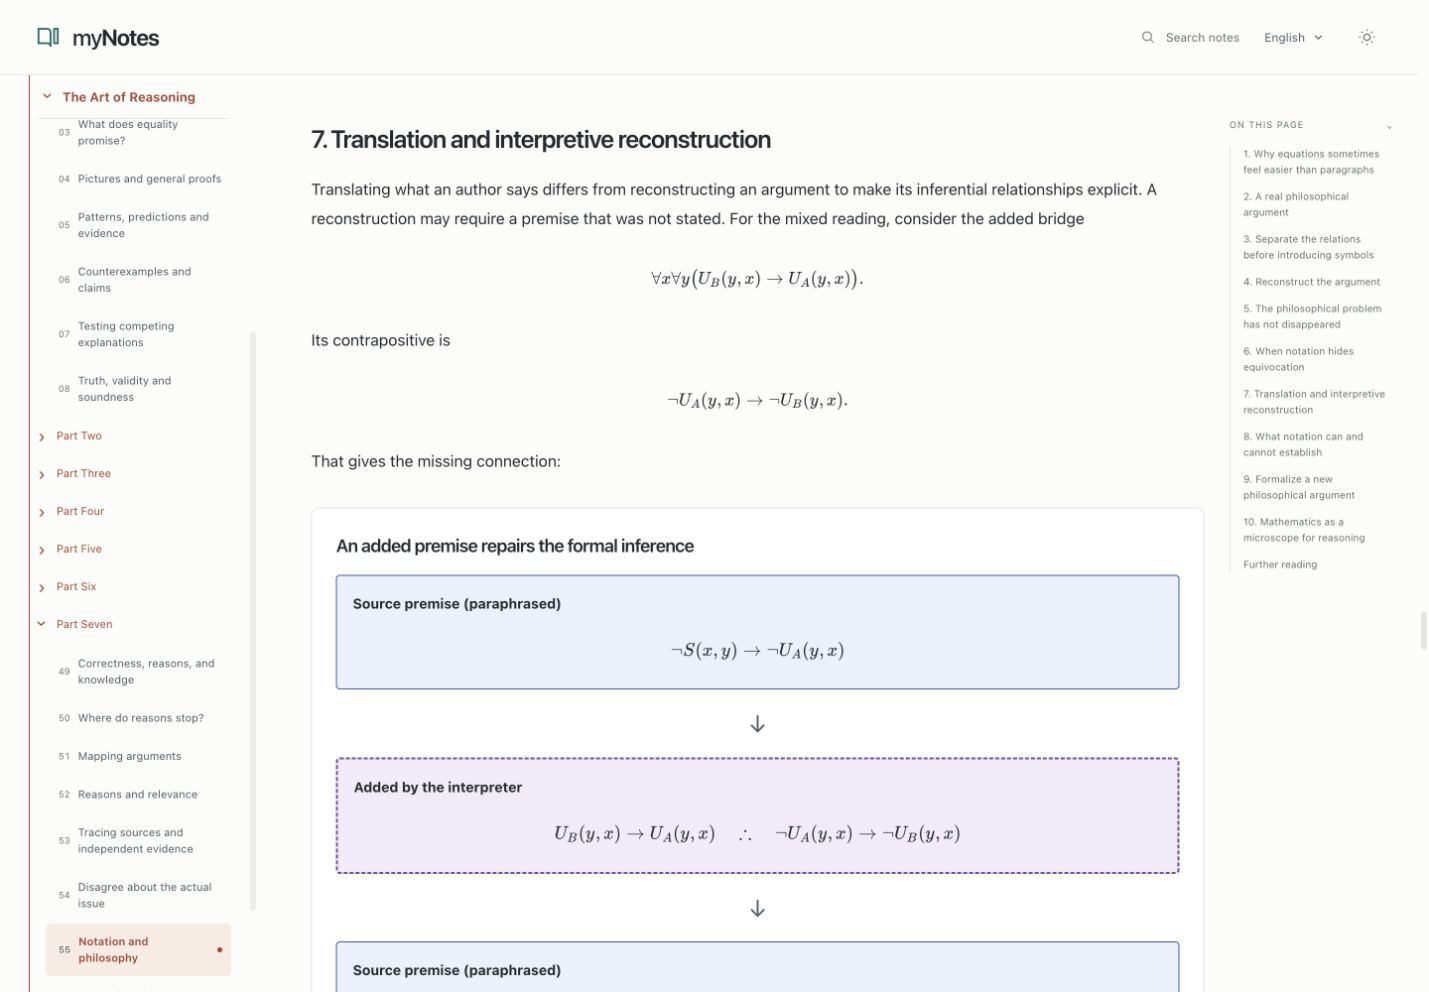 myNotes
Search notes
English
The Art of Reasoning
03 What does equality
promise?
04 Pictures and general proofs
05 Patterns, predictions and
evidence
06 Counterexamples and
claims
07 Testing competing
explanations
08 Truth, validity and
soundness
Part Two
Part Three
Part Four
Part Five
Part Six
Part Seven
49 Correctness, reasons, and
knowledge
50 Where do reasons stop?
51 Mapping arguments
52 Reasons and relevance
53 Tracing sources and
independent evidence
54 Disagree about the actual
issue
55 Notation and
philosophy
7. Translation and interpretive reconstruction
Translating what an author says differs from reconstructing an argument to make its inferential relationships explicit. A
reconstruction may require a premise that was not stated. For the mixed reading, consider the added bridge
∀x∀y(U_B(y, x) → U_A(y, x)).
Its contrapositive is
¬U_A(y, x) → ¬U_B(y, x).
That gives the missing connection:
An added premise repairs the formal inference
Source premise (paraphrased)
¬S(x, y) → ¬U_A(y, x)
↓
Added by the interpreter
U_B(y, x) → U_A(y, x) ∴ ¬U_A(y, x) → ¬U_B(y, x)
↓
Source premise (paraphrased)
ON THIS PAGE
1. Why equations sometimes
feel easier than paragraphs
2. A real philosophical
argument
3. Separate the relations
before introducing symbols
4. Reconstruct the argument
5. The philosophical problem
has not disappeared
6. When notation hides
equivocation
7. Translation and interpretive
reconstruction
8. What notation can and
cannot establish
9. Formalize a new
philosophical argument
10. Mathematics as a
microscope for reasoning
Further reading